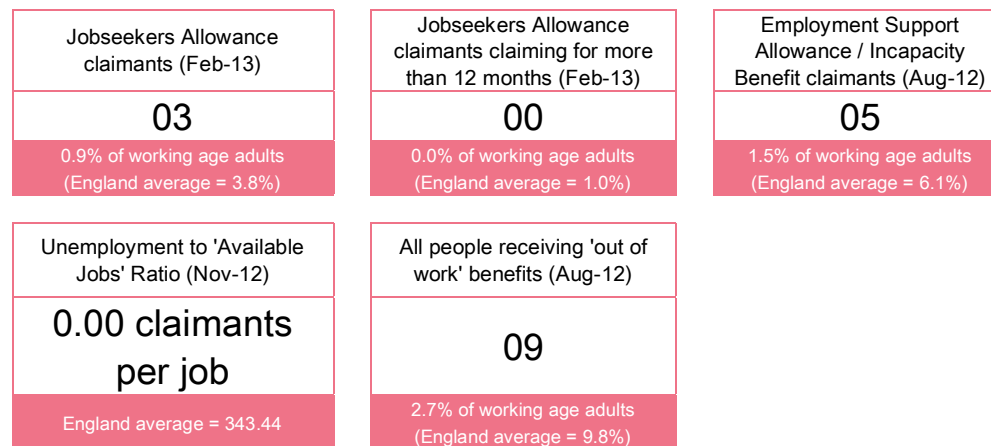 Jobseekers Allowance
claimants (Feb-13)
03
0.9% of working age adults
(England average = 3.8%)
Jobseekers Allowance
claimants claiming for more
than 12 months (Feb-13)
00
0.0% of working age adults
(England average = 1.0%)
Employment Support
Allowance / Incapacity
Benefit claimants (Aug-12)
05
1.5% of working age adults
(England average = 6.1%)
Unemployment to 'Available
Jobs' Ratio (Nov-12)
0.00 claimants
per job
England average = 343.44
All people receiving 'out of
work' benefits (Aug-12)
09
2.7% of working age adults
(England average = 9.8%)